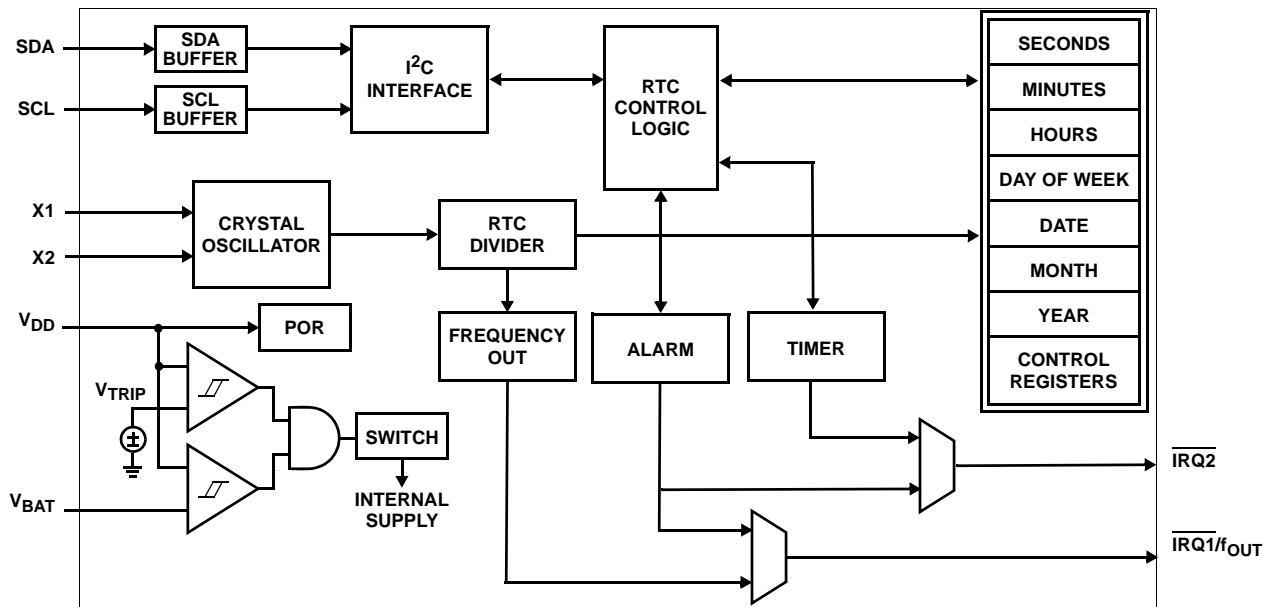 SDA
SDA
BUFFER
I²C
INTERFACE
RTC
CONTROL
LOGIC
SCL
SCL
BUFFER
SECONDS
MINUTES
HOURS
DAY OF WEEK
DATE
MONTH
YEAR
CONTROL
REGISTERS
X1
X2
CRYSTAL
OSCILLATOR
RTC
DIVIDER
VDD
POR
FREQUENCY
OUT
ALARM
TIMER
VTRIP
±
SWITCH
INTERNAL
SUPPLY
VBAT
IRQ2
IRQ1/fOUT